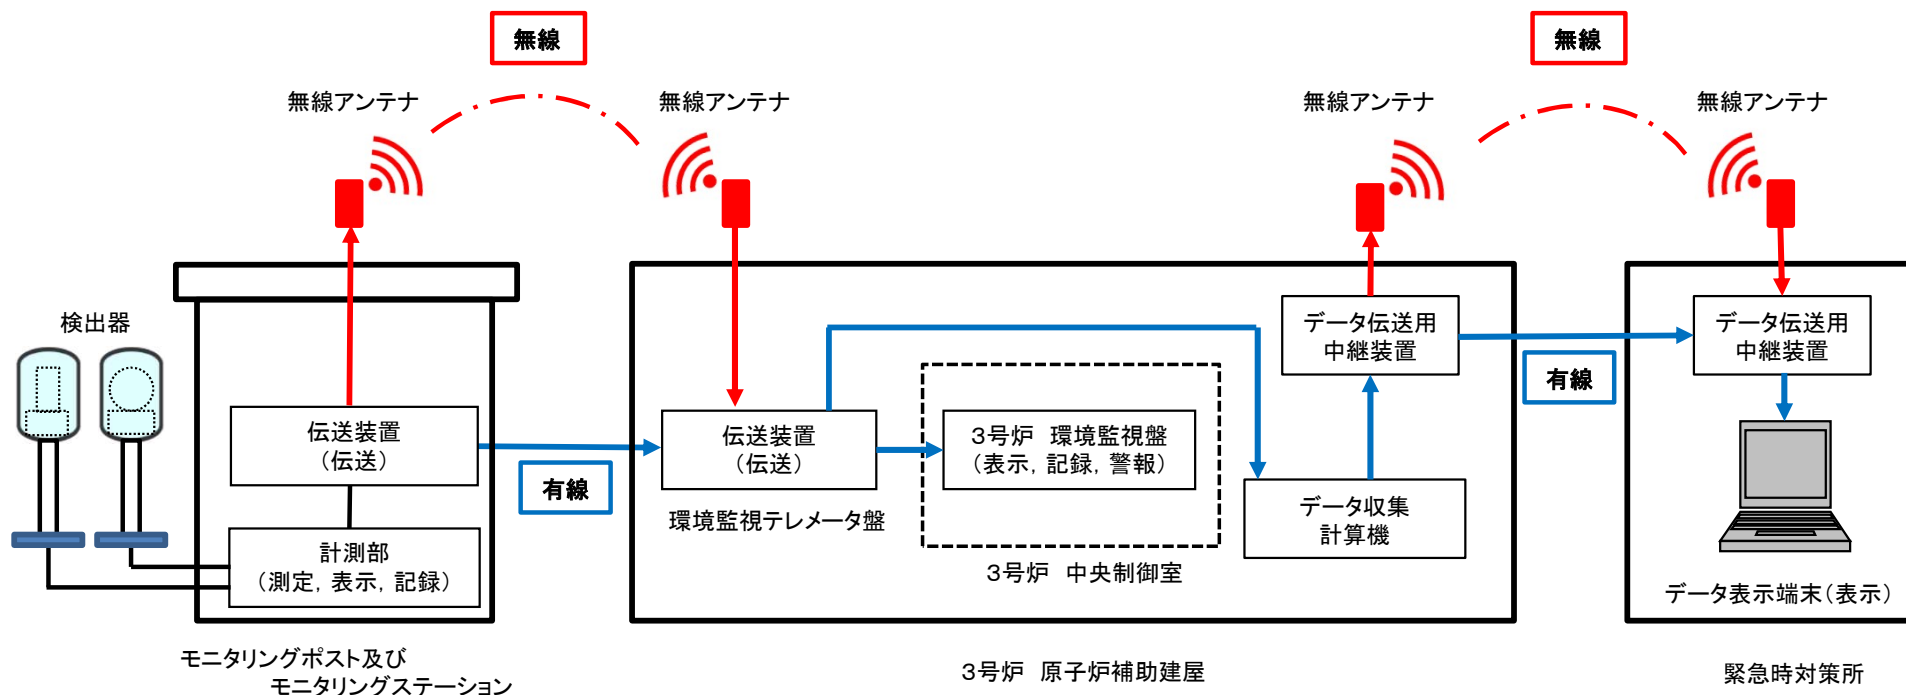 無線
無線
無線アンテナ
無線アンテナ
無線アンテナ
無線アンテナ
検出器
伝送装置
(伝送)
計測部
(測定, 表示, 記録)
有線
伝送装置
(伝送)
環境監視テレメータ盤
3号炉 環境監視盤
(表示, 記録, 警報)
3号炉 中央制御室
データ伝送用
中継装置
データ収集
計算機
有線
データ伝送用
中継装置
データ表示端末(表示)
モニタリングポスト及び
モニタリングステーション
3号炉 原子炉補助建屋
緊急時対策所